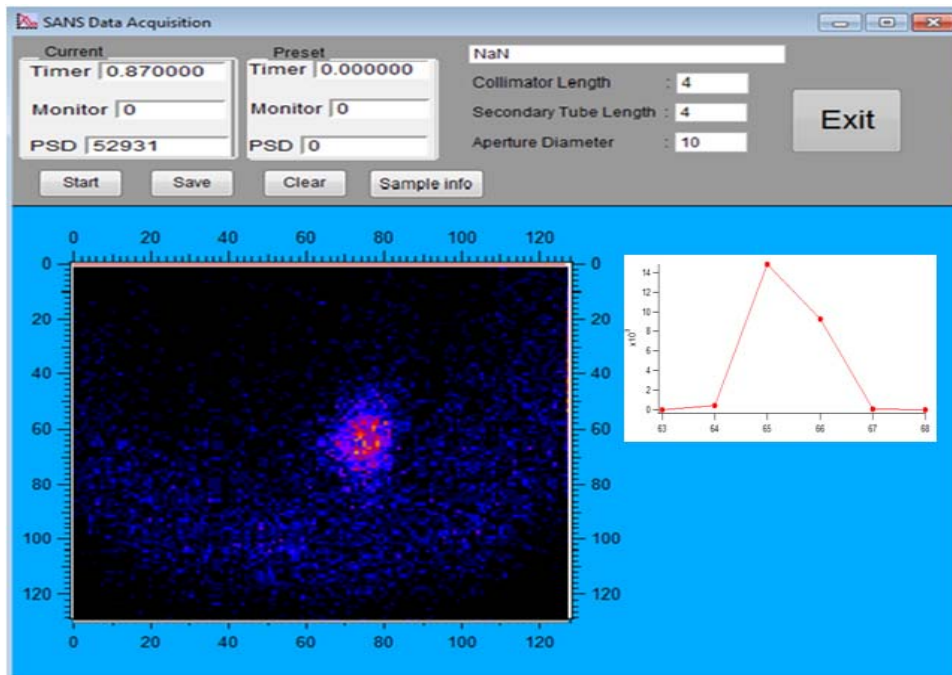 SANS Data Acquisition
Current
Timer 0.870000
Monitor 0
PSD 52931
Preset
Timer 0.000000
Monitor 0
PSD 0
NaN
Collimator Length : 4
Secondary Tube Length : 4
Aperture Diameter : 10
Exit
Start Save Clear Sample info
0 20 40 60 80 100 120
0 0
20 20
40 40
60 60
80 80
100 100
120 120
0 20 40 60 80 100 120
14
12
10
8
6
4
2
0
x10³
63 64 65 66 67 68